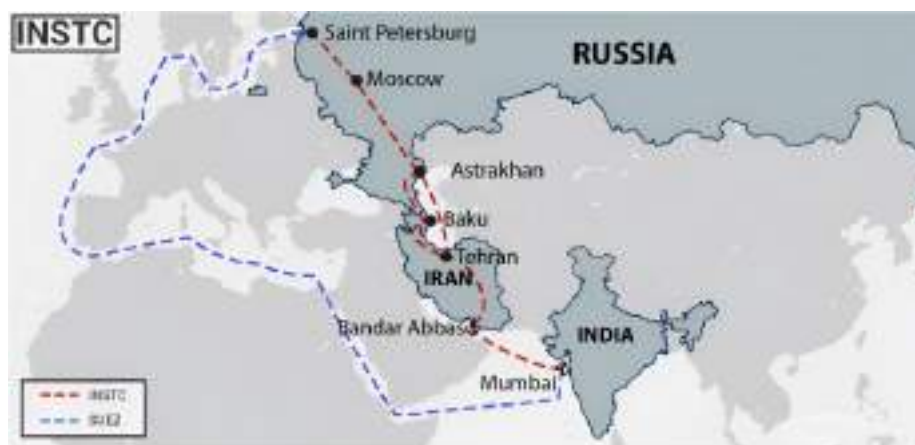 INSTC
Saint Petersburg
RUSSIA
Moscow
Astrakhan
Baku
Tehran
IRAN
Bandar Abbas
INDIA
Mumbai
INSTC
SUEZ